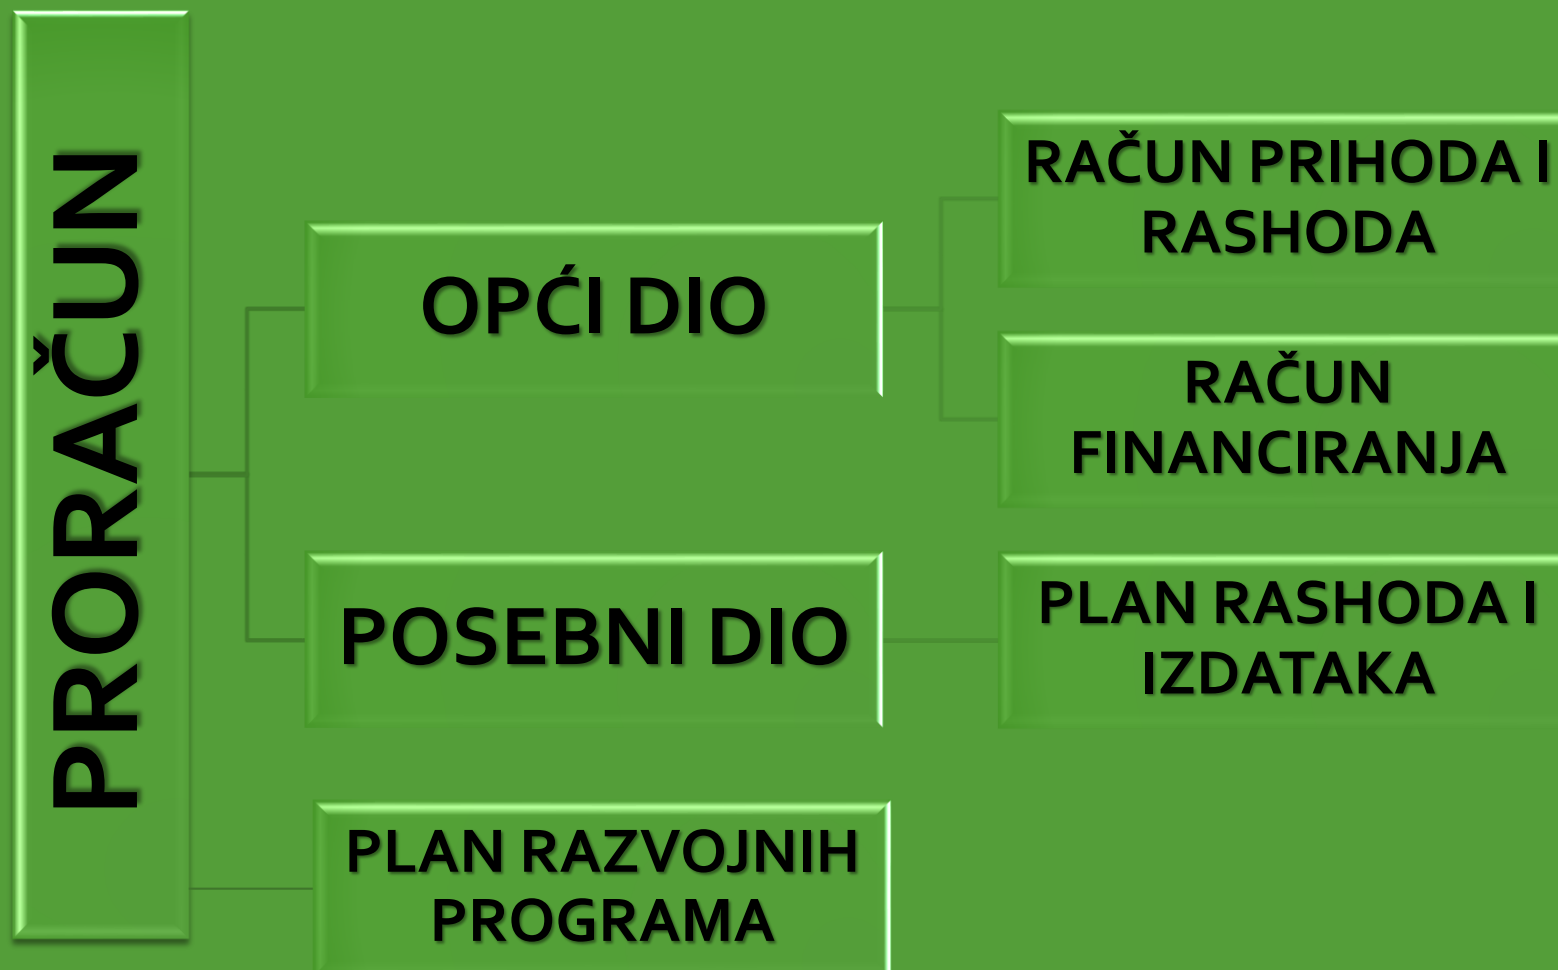 PRORAČUN
OPĆI DIO
RAČUN PRIHODA I
RASHODA
RAČUN
FINANCIRANJA
POSEBNI DIO
PLAN RASHODA I
IZDATAKA
PLAN RAZVOJNIH
PROGRAMA